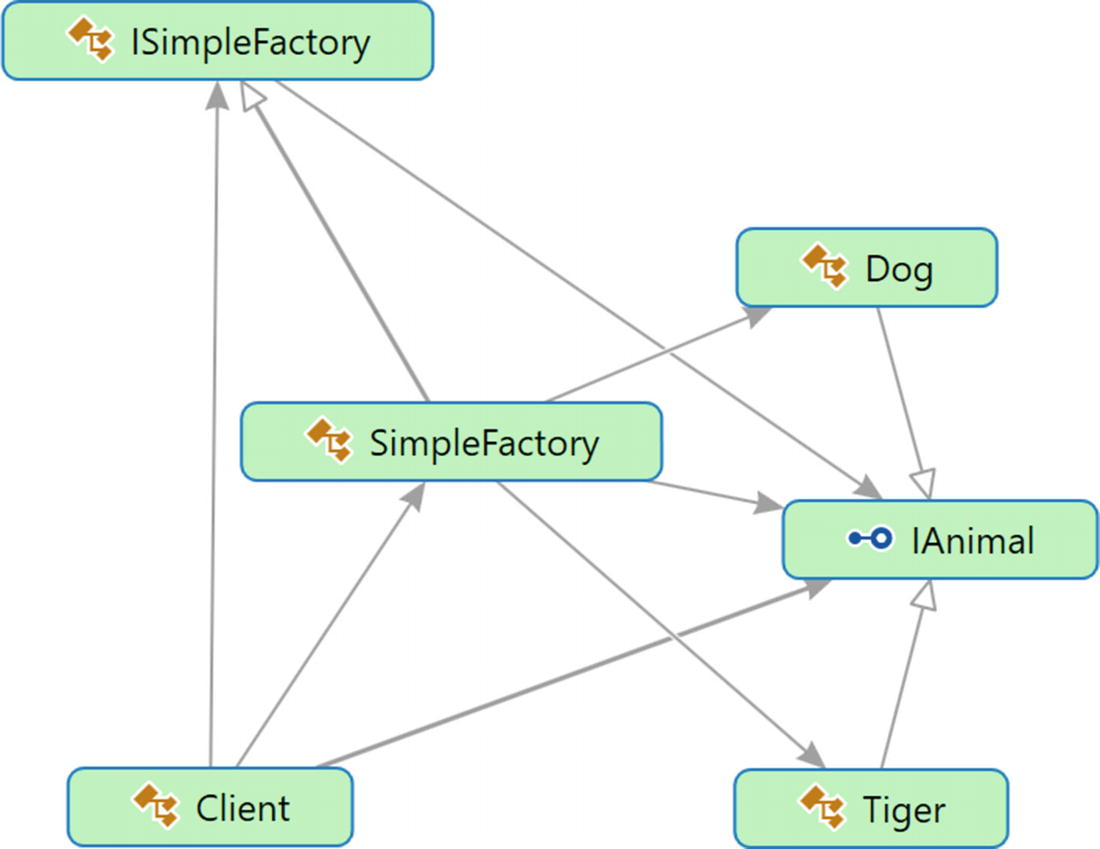 ISimpleFactory
Dog
SimpleFactory
IAnimal
Client
Tiger